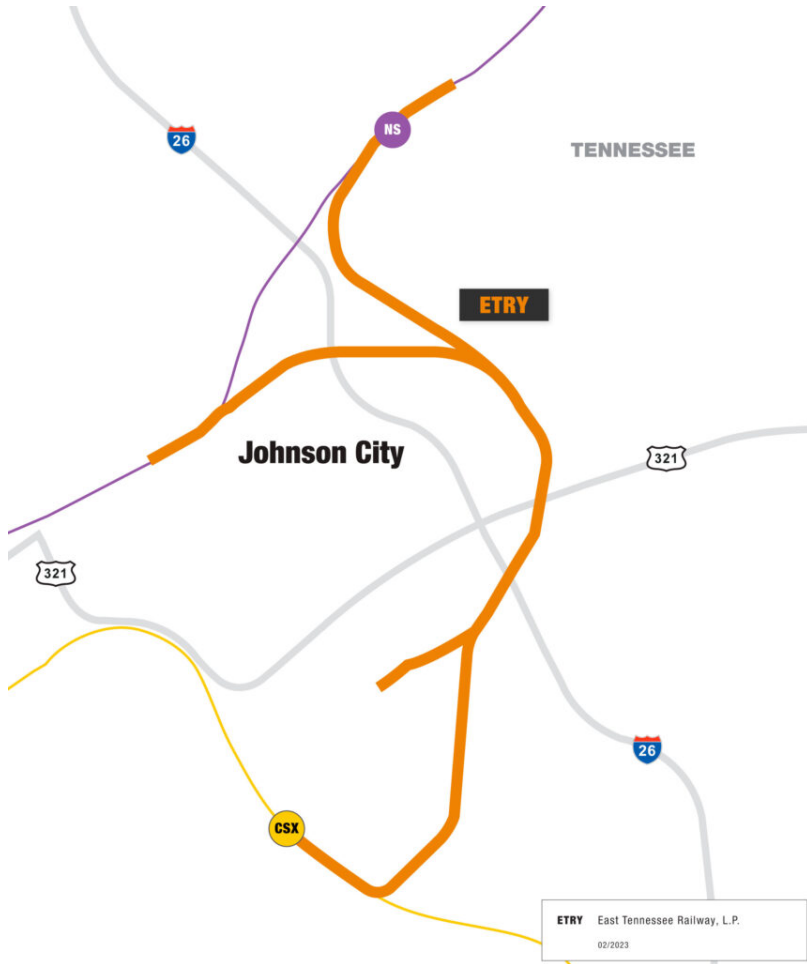 NS
26
TENNESSEE
ETRY
Johnson City
321
321
26
CSX
ETRY East Tennessee Railway, L.P.
02/2023